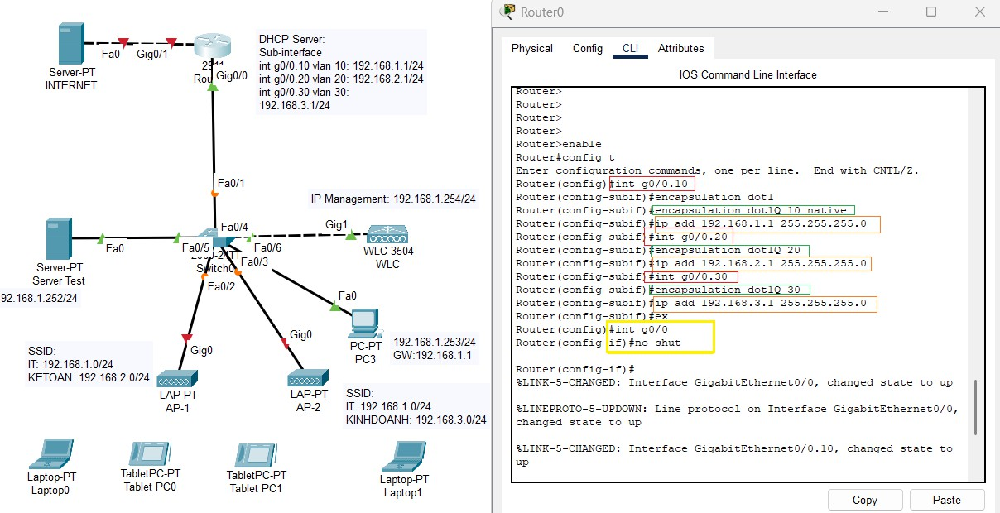 Router0
Physical
Config
CLI
Attributes
IOS Command Line Interface
Router>
Router>
Router>
Router>
Router>enable
Router#config t
Enter configuration commands, one per line.  End with CNTL/Z.
Router(config)#int g0/0.10
Router(config-subif)#encapsulation dot1
Router(config-subif)#encapsulation dot1Q 10 native
Router(config-subif)#ip add 192.168.1.1 255.255.255.0
Router(config-subif)#int g0/0.20
Router(config-subif)#encapsulation dot1Q 20
Router(config-subif)#ip add 192.168.2.1 255.255.255.0
Router(config-subif)#int g0/0.30
Router(config-subif)#encapsulation dot1Q 30
Router(config-subif)#ip add 192.168.3.1 255.255.255.0
Router(config-subif)#ex
Router(config)#int g0/0
Router(config-if)#no shut
Router(config-if)#
%LINK-5-CHANGED: Interface GigabitEthernet0/0, changed state to up
%LINEPROTO-5-UPDOWN: Line protocol on Interface GigabitEthernet0/0,
changed state to up
%LINK-5-CHANGED: Interface GigabitEthernet0/0.10, changed state to
up
Copy
Paste
Server-PT
INTERNET
Fa0
Gig0/1
Gig0/0
DHCP Server:
Sub-interface
int g0/0.10 vlan 10: 192.168.1.1/24
int g0/0.20 vlan 20: 192.168.2.1/24
int g0/0.30 vlan 30:
192.168.3.1/24
Fa0/1
IP Management: 192.168.1.254/24
Fa0/4
Gig1
WLC-3504
WLC
Fa0/6
Fa0/5
Fa0
Server-PT
Server Test
92.168.1.252/24
Switch0
Fa0/3
Fa0/2
Fa0
PC-PT
PC3
192.168.1.253/24
GW:192.168.1.1
Gig0
Gig0
SSID:
IT: 192.168.1.0/24
KETOAN: 192.168.2.0/24
LAP-PT
AP-1
LAP-PT
AP-2
SSID:
IT: 192.168.1.0/24
KINHDOANH: 192.168.3.0/24
Laptop-PT
Laptop0
TabletPC-PT
Tablet PC0
TabletPC-PT
Tablet PC1
Laptop-PT
Laptop1